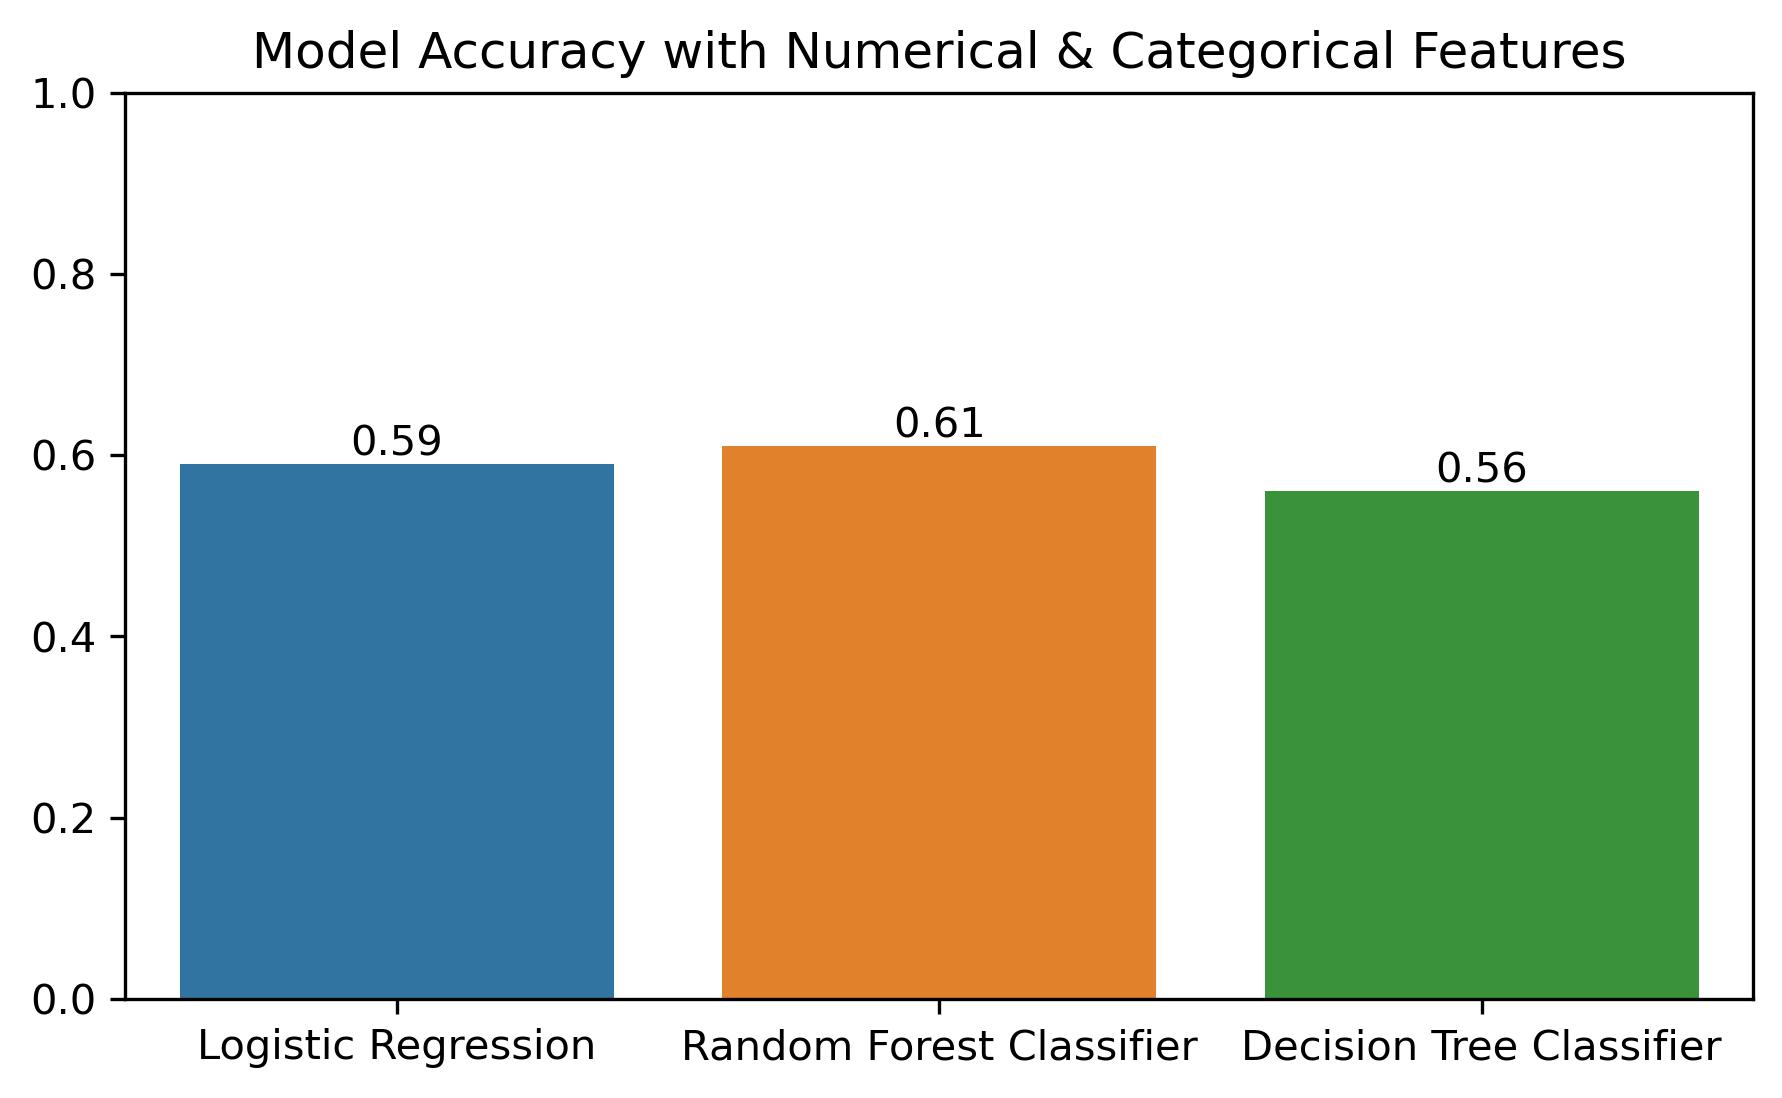 Model Accuracy with Numerical & Categorical Features
1.0
0.8
0.6
0.4
0.2
0.0
0.59
0.61
0.56
Logistic Regression
Random Forest Classifier
Decision Tree Classifier